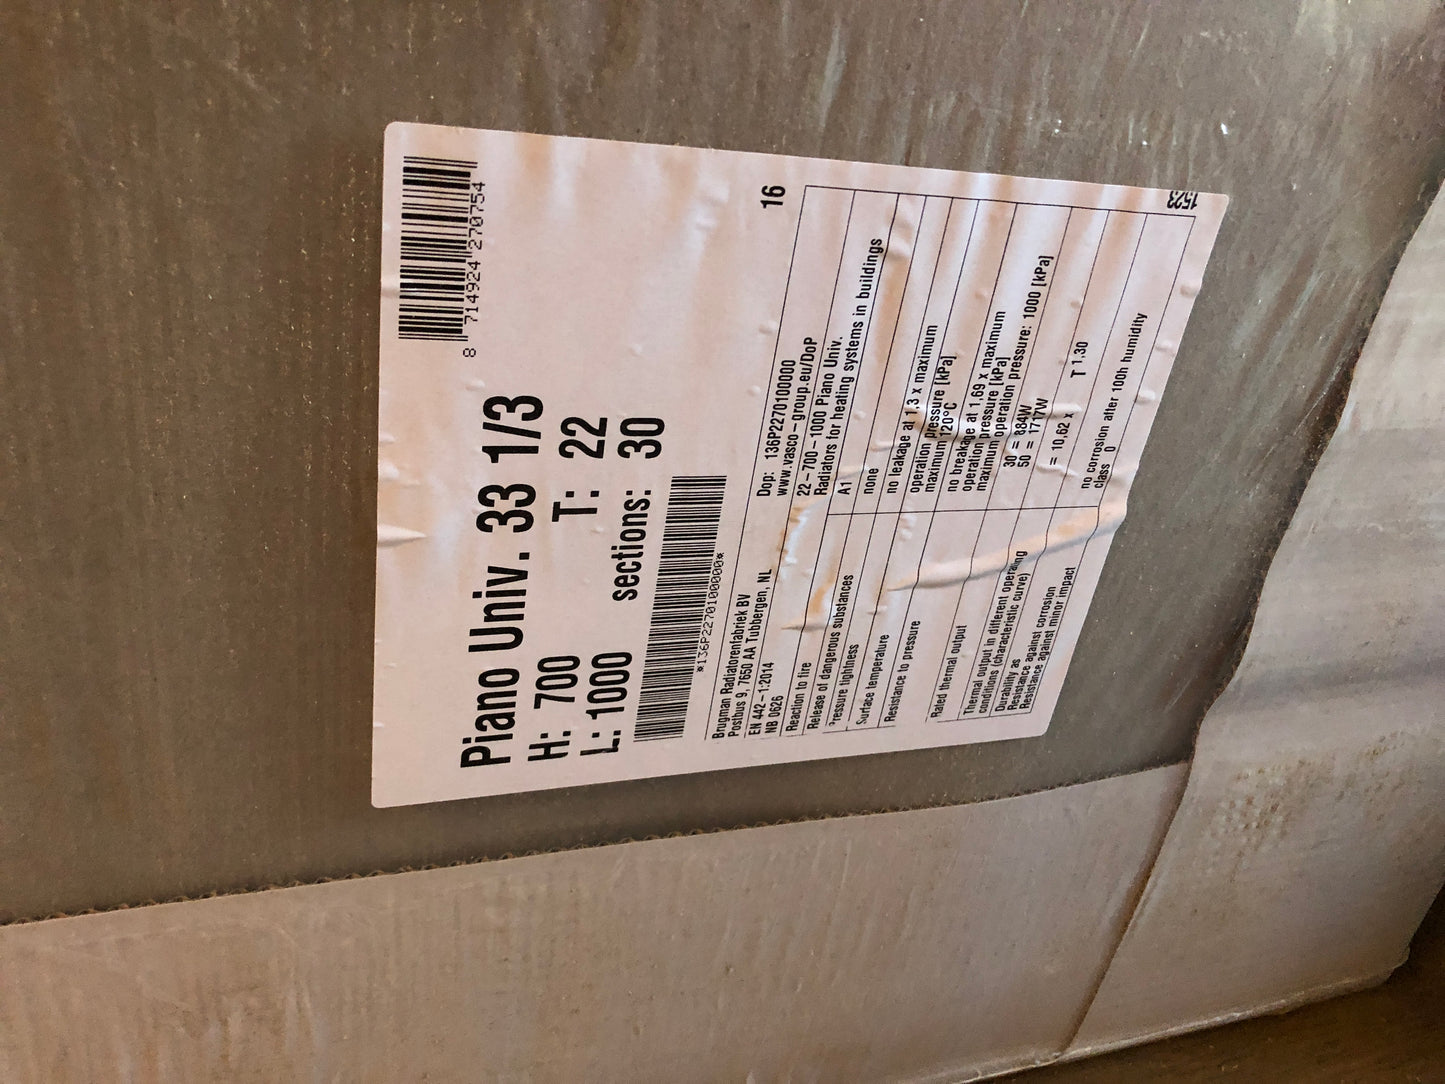 8 714924 270754
Piano Univ. 33 1/3
H: 700 T: 22
L: 1000 sections: 30
*136P2270100000*
Brugman Radiatorenfabriek BV
Postbus 9, 7650 AA Tubbergen, NL
EN 442-1:2014
NB 0626
16
Dop: 136P2270100000
www.vasco-group.eu/DoP
22-700-1000 Piano Univ.
Radiators for heating systems in buildings
Reaction to fire A1
Release of dangerous substances none
Pressure tightness no leakage at 1,3 x maximum
operation pressure [kPa]
Surface temperature maximum 120°C
Resistance to pressure no breakage at 1,69 x maximum
operation pressure [kPa]
maximum operation pressure: 1000 [kPa]
Rated thermal output 30 = 884W
50 = 1717W
Thermal output in different operating
conditions (characteristic curve) = 10,62 x T 1,30
Durability as
Resistance against corrosion no corrosion after 100h humidity
Resistance against minor impact class 0
1523